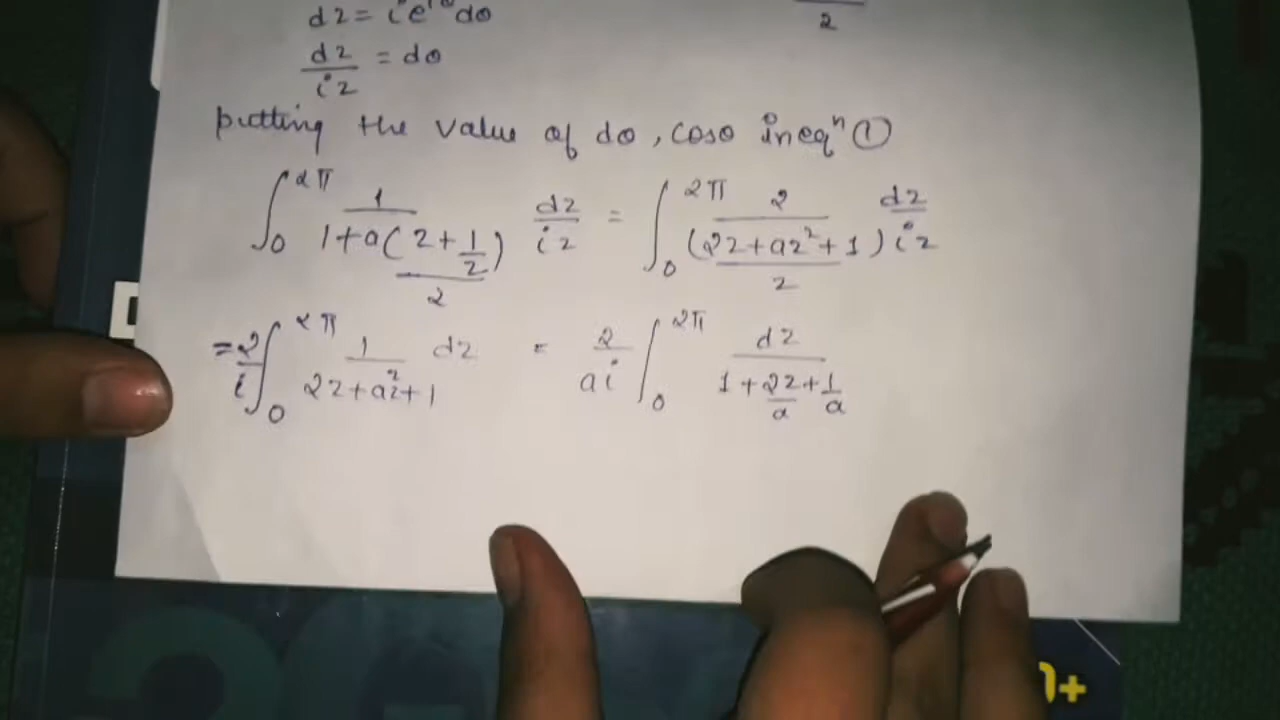 dz = ie^{iθ} dθ
2
dz/iz = dθ
putting the value of dθ, cosθ in eqⁿ ①
∫₀^{2π} 1/(1+a(z+1/z)/2) dz/iz = ∫₀^{2π} 2/((2z+az²+1)/z) dz/iz
= 2/i ∫₀^{2π} 1/(2z+az²+1) dz = 2/ai ∫₀^{2π} dz/(1+2z/a+1/a)
1+